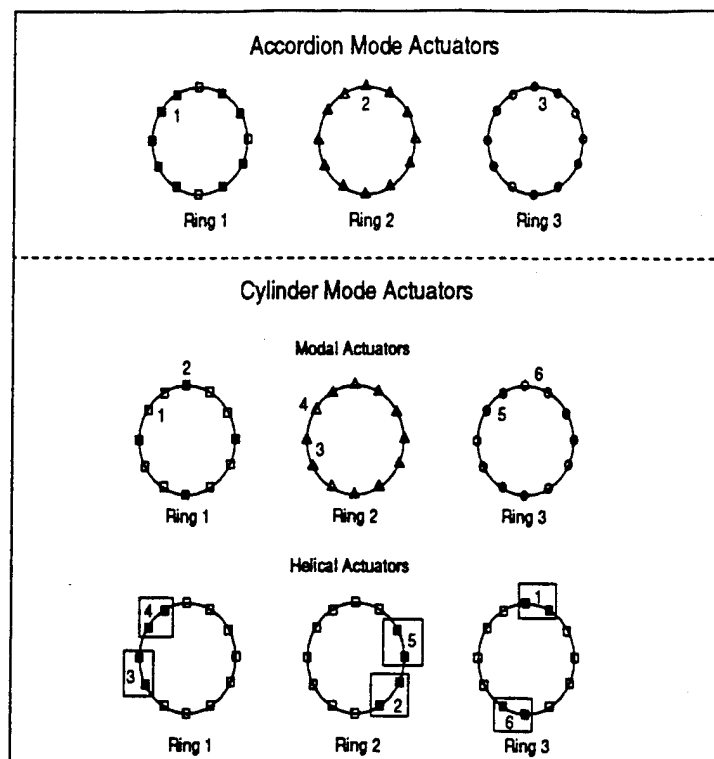 Accordion Mode Actuators
1 2 3
Ring 1 Ring 2 Ring 3
Cylinder Mode Actuators
Modal Actuators
2 6
4
1 3 5
Ring 1 Ring 2 Ring 3
Helical Actuators
4 1
5
3
2 6
Ring 1 Ring 2 Ring 3